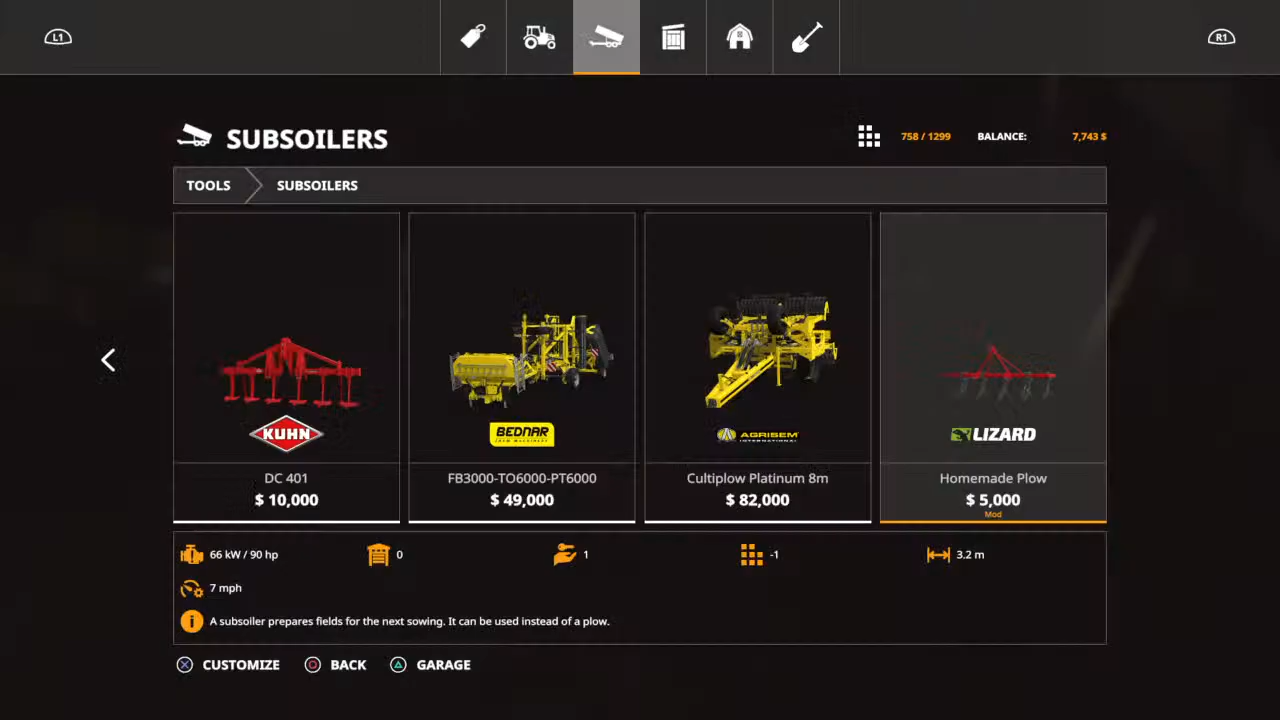 L1
R1
SUBSOILERS
758 / 1299
BALANCE:
7,743 $
TOOLS
SUBSOILERS
KUHN
DC 401
$ 10,000
BEDNAR
FB3000-TO6000-PT6000
$ 49,000
AGRISEM
INTERNATIONAL
Cultiplow Platinum 8m
$ 82,000
LIZARD
Homemade Plow
$ 5,000
Mod
66 kW / 90 hp
0
1
-1
3.2 m
7 mph
A subsoiler prepares fields for the next sowing. It can be used instead of a plow.
CUSTOMIZE
BACK
GARAGE